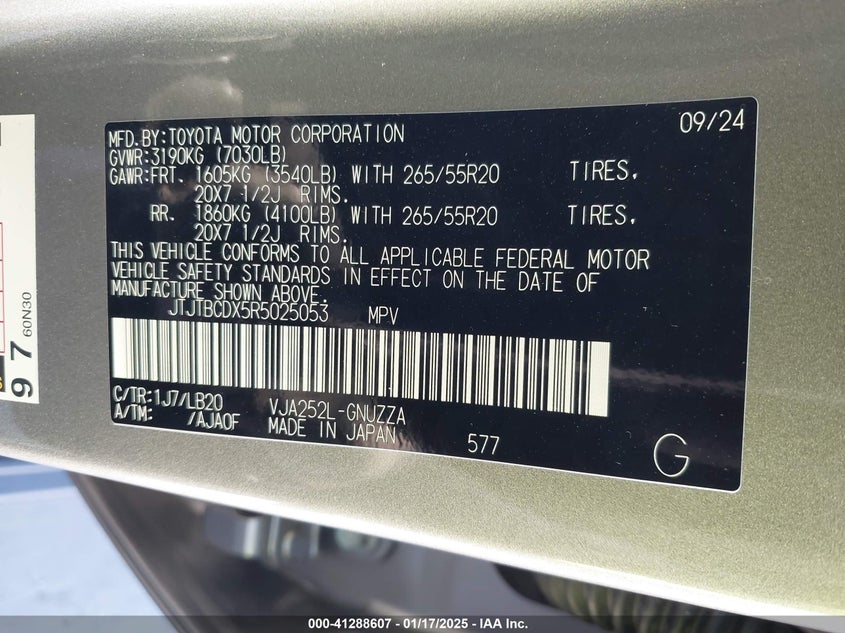 MFD.BY:TOYOTA MOTOR CORPORATION 09/24
GVWR:3190KG (7030LB)
GAWR:FRT. 1605KG (3540LB) WITH 265/55R20 TIRES,
20X7 1/2J RIMS.
RR. 1860KG (4100LB) WITH 265/55R20 TIRES,
20X7 1/2J RIMS.
THIS VEHICLE CONFORMS TO ALL APPLICABLE FEDERAL MOTOR
VEHICLE SAFETY STANDARDS IN EFFECT ON THE DATE OF
MANUFACTURE SHOWN ABOVE.
JTJTBCDX5R5025053 MPV
C/TR:1J7/LB20 VJA252L-GNUZZA
A/TM: /AJA0F MADE IN JAPAN 577 G
97 60N30
000-41288607 - 01/17/2025 - IAA Inc.